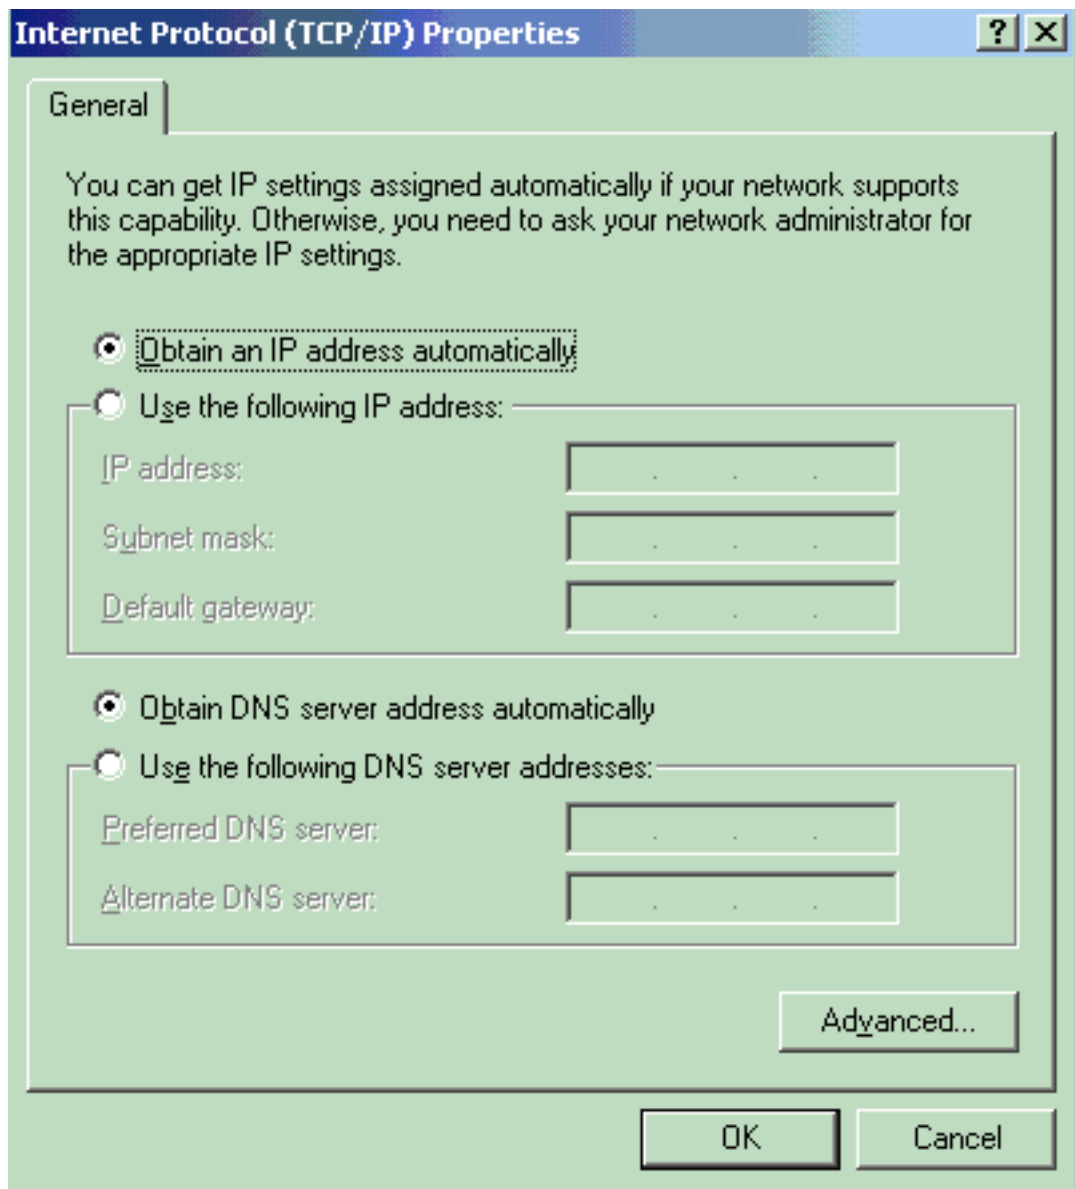 Internet Protocol (TCP/IP) Properties
General
You can get IP settings assigned automatically if your network supports
this capability. Otherwise, you need to ask your network administrator for
the appropriate IP settings.
Obtain an IP address automatically
Use the following IP address:
IP address:
Subnet mask:
Default gateway:
Obtain DNS server address automatically
Use the following DNS server addresses:
Preferred DNS server:
Alternate DNS server:
Advanced...
OK Cancel